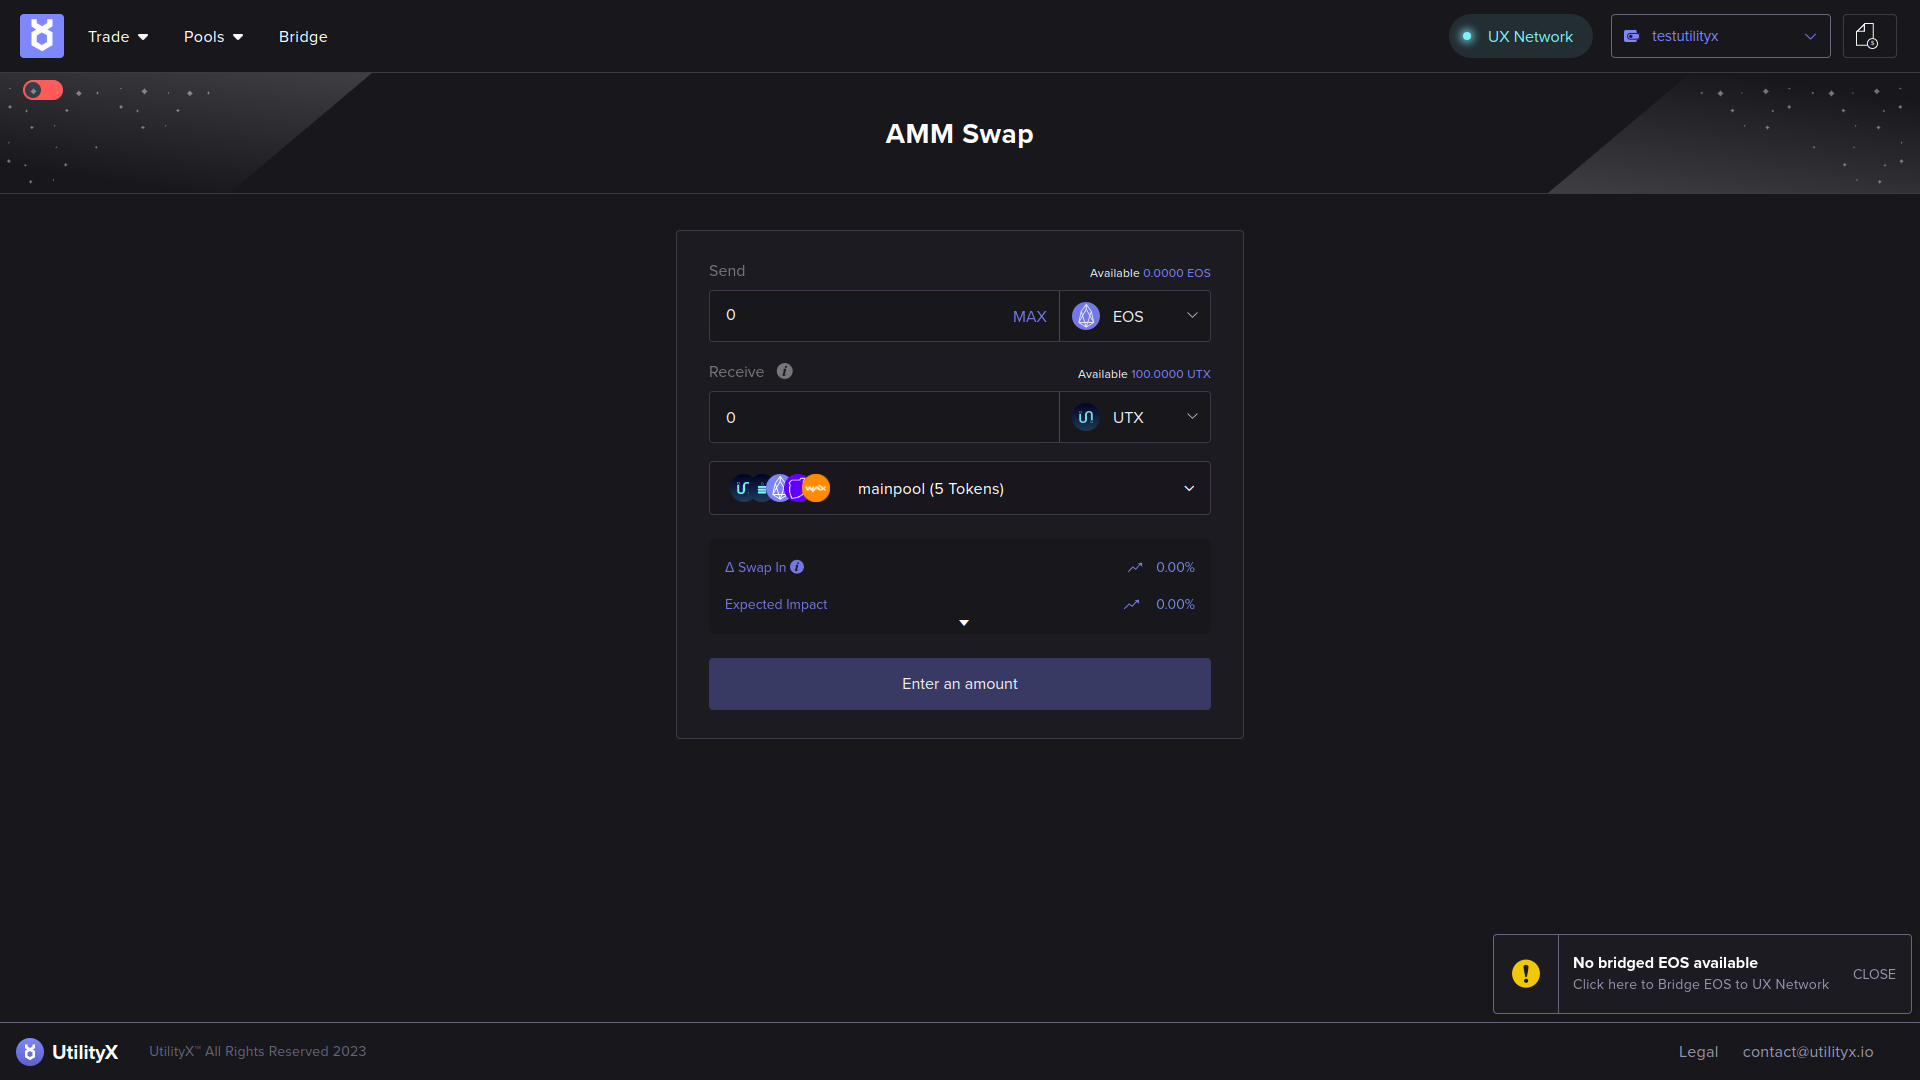 Trade
Pools
Bridge
UX Network
testutilityx
AMM Swap
Send
Available 0.0000 EOS
0
MAX
EOS
Receive
Available 100.0000 UTX
0
UTX
mainpool (5 Tokens)
Δ Swap In
0.00%
Expected Impact
0.00%
Enter an amount
No bridged EOS available
Click here to Bridge EOS to UX Network
CLOSE
UtilityX
UtilityX™ All Rights Reserved 2023
Legal
contact@utilityx.io